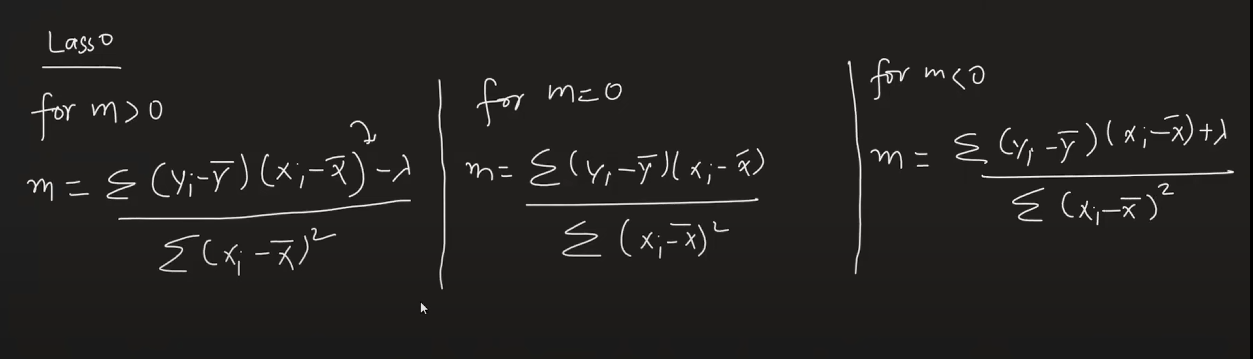 Lasso
for m>0
m = Σ (yᵢ-ȳ)(xᵢ-x̄) -λ
Σ(xᵢ-x̄)²
for m=0
m= Σ(yᵢ-ȳ)(xᵢ-x̄)
Σ (xᵢ-x̄)²
for m<0
m = Σ (yᵢ-ȳ)(xᵢ-x̄)+λ
Σ (xᵢ-x̄)²